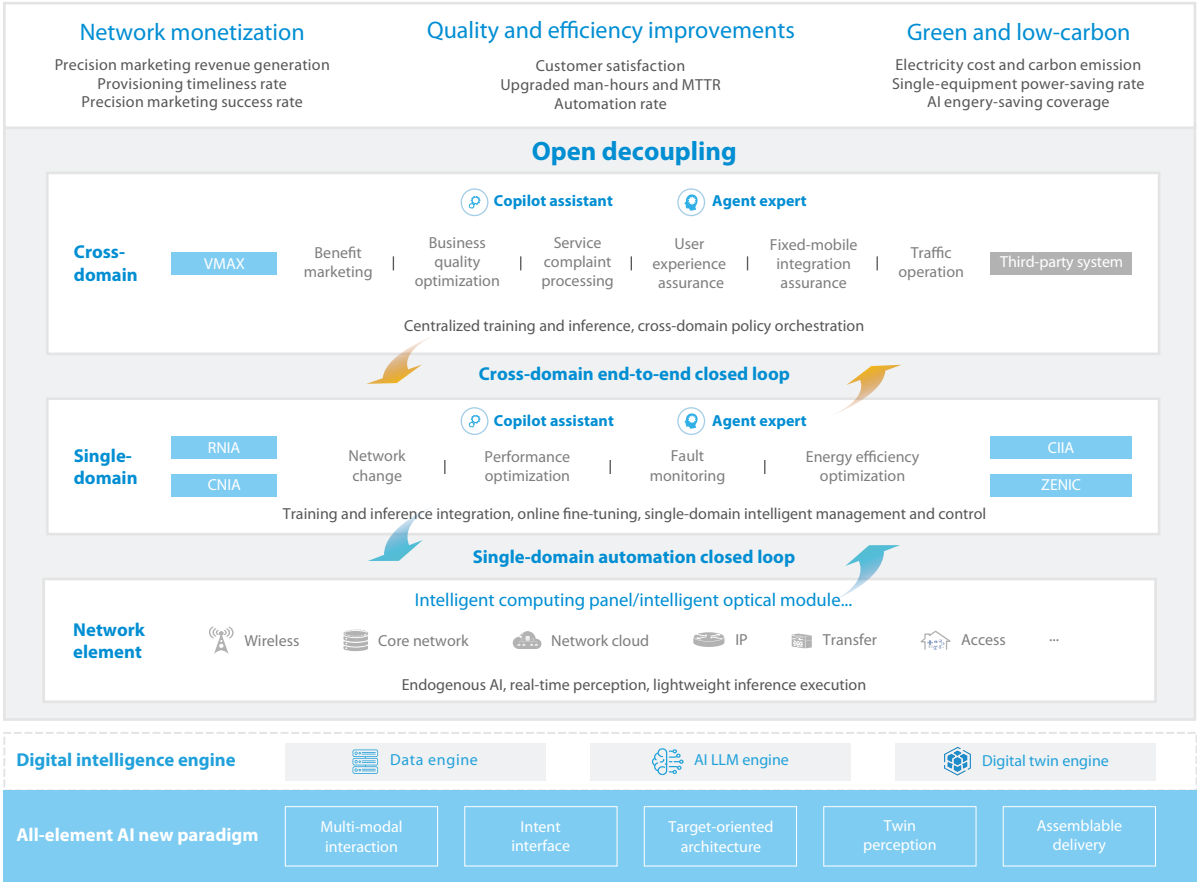 Network monetization
Precision marketing revenue generation
Provisioning timeliness rate
Precision marketing success rate
Quality and efficiency improvements
Customer satisfaction
Upgraded man-hours and MTTR
Automation rate
Green and low-carbon
Electricity cost and carbon emission
Single-equipment power-saving rate
AI engery-saving coverage
Open decoupling
Copilot assistant
Agent expert
Cross-
domain
VMAX
Benefit
marketing
|
Business
quality
optimization
|
Service
complaint
processing
|
User
experience
assurance
|
Fixed-mobile
integration
assurance
|
Traffic
operation
Third-party system
Centralized training and inference, cross-domain policy orchestration
Cross-domain end-to-end closed loop
Copilot assistant
Agent expert
Single-
domain
RNIA
CNIA
Network
change
|
Performance
optimization
|
Fault
monitoring
|
Energy efficiency
optimization
CIIA
ZENIC
Training and inference integration, online fine-tuning, single-domain intelligent management and control
Single-domain automation closed loop
Intelligent computing panel/intelligent optical module...
Network
element
Wireless
Core network
Network cloud
IP
Transfer
Access
...
Endogenous AI, real-time perception, lightweight inference execution
Digital intelligence engine
Data engine
AI LLM engine
Digital twin engine
All-element AI new paradigm
Multi-modal
interaction
Intent
interface
Target-oriented
architecture
Twin
perception
Assemblable
delivery